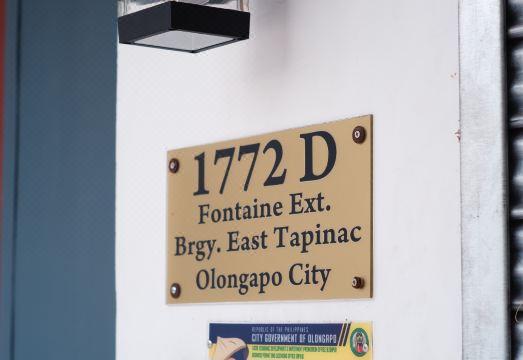 1772 D
Fontaine Ext.
Brgy. East Tapinac
Olongapo City
REPUBLIC OF THE PHILIPPINES
CITY GOVERNMENT OF OLONGAPO